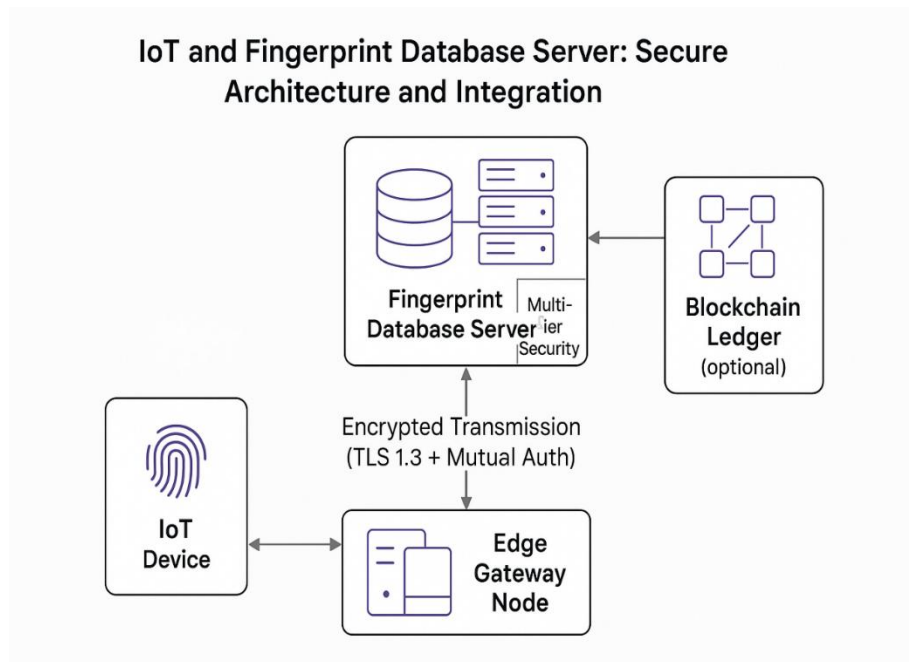 IoT and Fingerprint Database Server: Secure
Architecture and Integration
Fingerprint
Database Server
Multi-
ier
Security
Blockchain
Ledger
(optional)
Encrypted Transmission
(TLS 1.3 + Mutual Auth)
IoT
Device
Edge
Gateway
Node